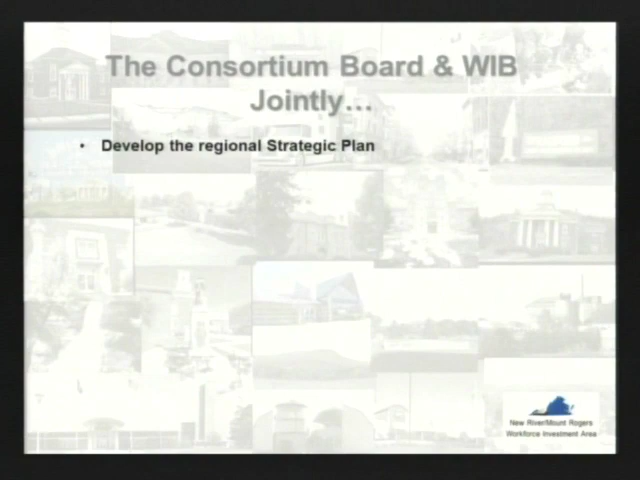 The Consortium Board & WIB
Jointly…
• Develop the regional Strategic Plan
New River/Mount Rogers
Workforce Investment Area